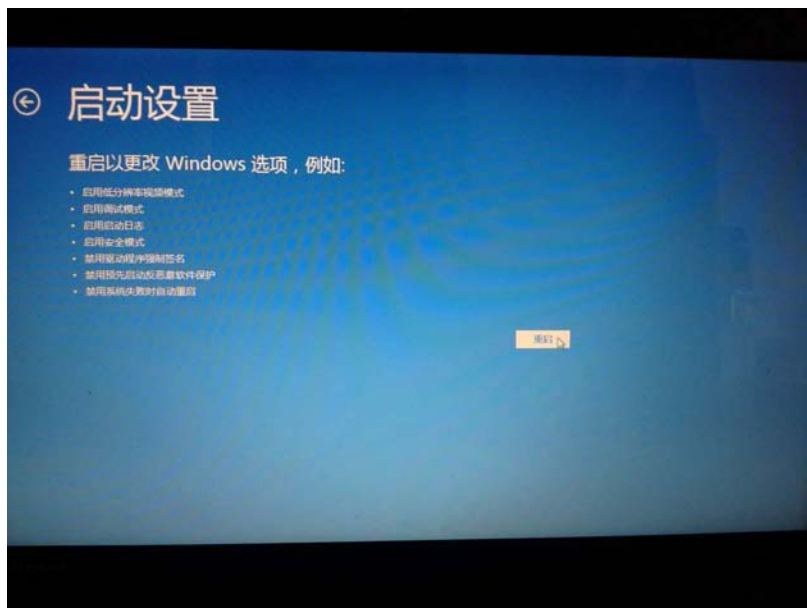 启动设置
重启以更改 Windows 选项，例如:
• 启用低分辨率视频模式
• 启用调试模式
• 启用启动日志
• 启用安全模式
• 禁用驱动程序强制签名
• 禁用预先启动反恶意软件保护
• 禁用系统失败时自动重启
重启